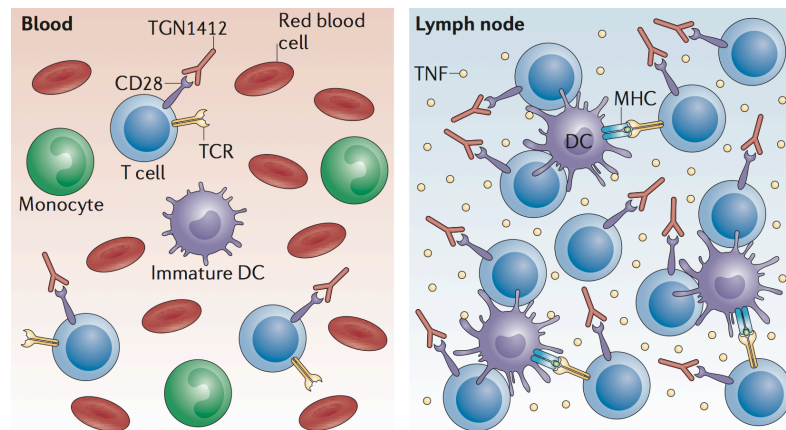 Blood
TGN1412
Red blood
cell
CD28
TCR
T cell
Monocyte
Immature DC
Lymph node
TNF
MHC
DC